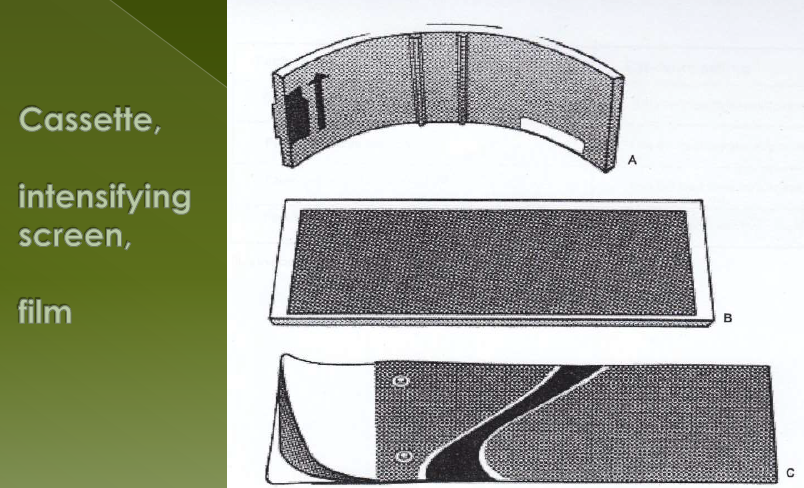 Cassette,
intensifying
screen,
film
A
B
C